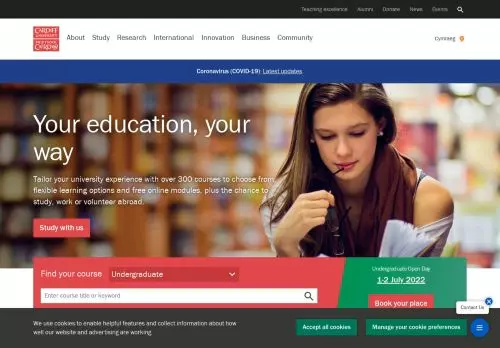 Teaching excellence Alumni Donate News Events
CARDIFF
UNIVERSITY
PRIFYSGOL
CAERDYDD
About Study Research International Innovation Business Community
Cymraeg
Coronavirus (COVID-19) Latest updates
Your education, your
way
Tailor your university experience with over 300 courses to choose from,
flexible learning options and free online modules, plus the chance to
study, work or volunteer abroad.
Study with us
Find your course Undergraduate
Enter course title or keyword
Undergraduate Open Day
1-2 July 2022
Book your place
Contact Us
We use cookies to enable helpful features and collect information about how
well our website and advertising are working.
Accept all cookies
Manage your cookie preferences